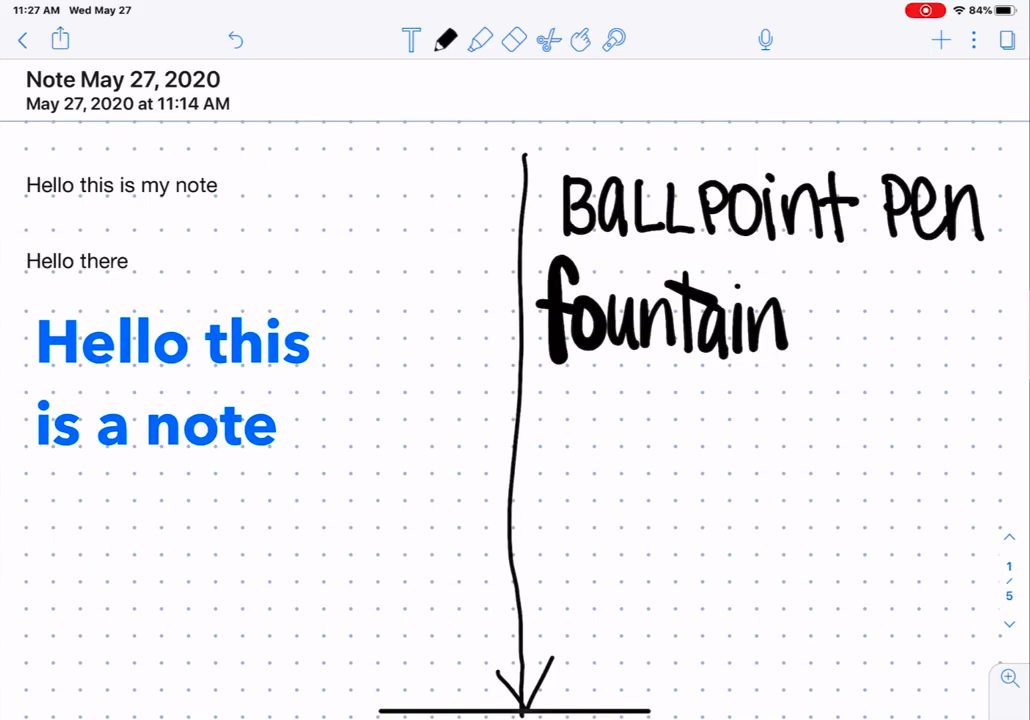 11:27 AM Wed May 27
84%
Note May 27, 2020
May 27, 2020 at 11:14 AM
Hello this is my note
Hello there
Hello this
is a note
BaLLPOint Pen
fountain
1
/
5